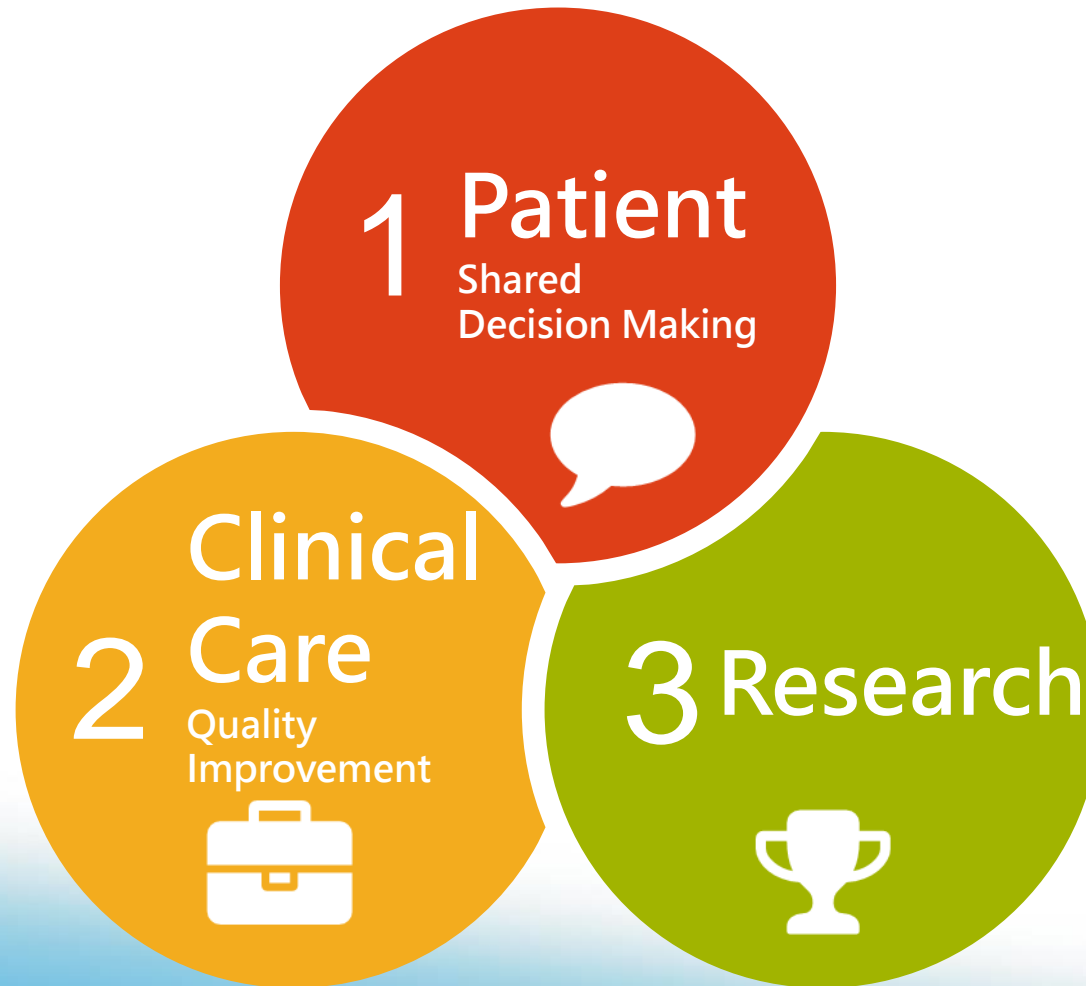 1 Patient
Shared
Decision Making
Clinical
2 Care
Quality
Improvement
3 Research